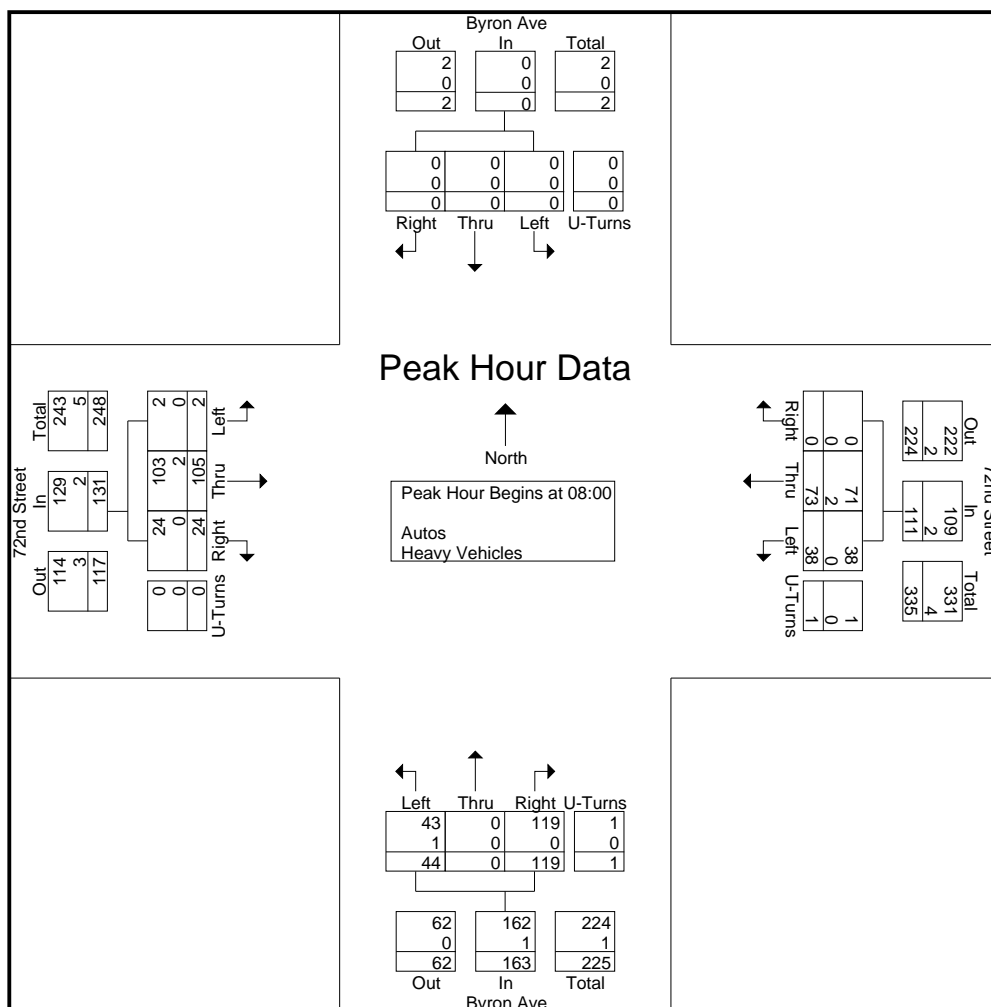 Byron Ave
Out In Total
2 0 2
0 0 0
2 0 2
0 0 0 0
0 0 0 0
0 0 0 0
Right Thru Left U-Turns
Peak Hour Data
North
Peak Hour Begins at 08:00
Autos
Heavy Vehicles
72nd Street
Total In Out
243 129 114
5 2 3
248 131 117
Left Thru Right U-Turns
2 103 24 0
0 2 0 0
2 105 24 0
72nd Street
Out In Total
222 109 331
2 2 4
224 111 335
Right Thru Left U-Turns
0 71 38 1
0 2 0 0
0 73 38 1
Left Thru Right U-Turns
43 0 119 1
1 0 0 0
44 0 119 1
62 162 224
0 1 1
62 163 225
Out In Total
Byron Ave